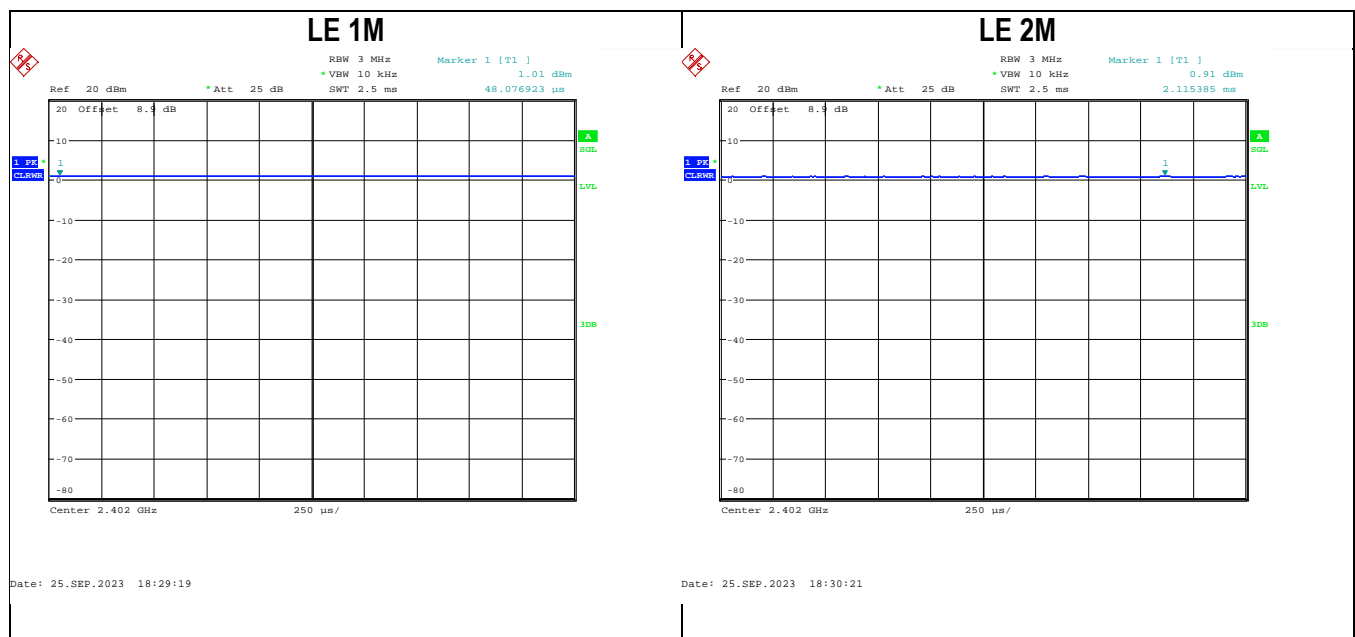 LE 1M
R S
RBW 3 MHz Marker 1 [T1 ]
* VBW 10 kHz 1.01 dBm
Ref 20 dBm * Att 25 dB SWT 2.5 ms 48.076923 µs
20 Offset 8.9 dB
A
10
SGL
1 PK *
1
CLRWR
0
LVL
-10
-20
-30
3DB
-40
-50
-60
-70
-80
Center 2.402 GHz 250 µs/
Date: 25.SEP.2023 18:29:19
LE 2M
R S
RBW 3 MHz Marker 1 [T1 ]
* VBW 10 kHz 0.91 dBm
Ref 20 dBm * Att 25 dB SWT 2.5 ms 2.115385 ms
20 Offset 8.9 dB
A
10
SGL
1 PK *
1
CLRWR
0
LVL
-10
-20
-30
3DB
-40
-50
-60
-70
-80
Center 2.402 GHz 250 µs/
Date: 25.SEP.2023 18:30:21